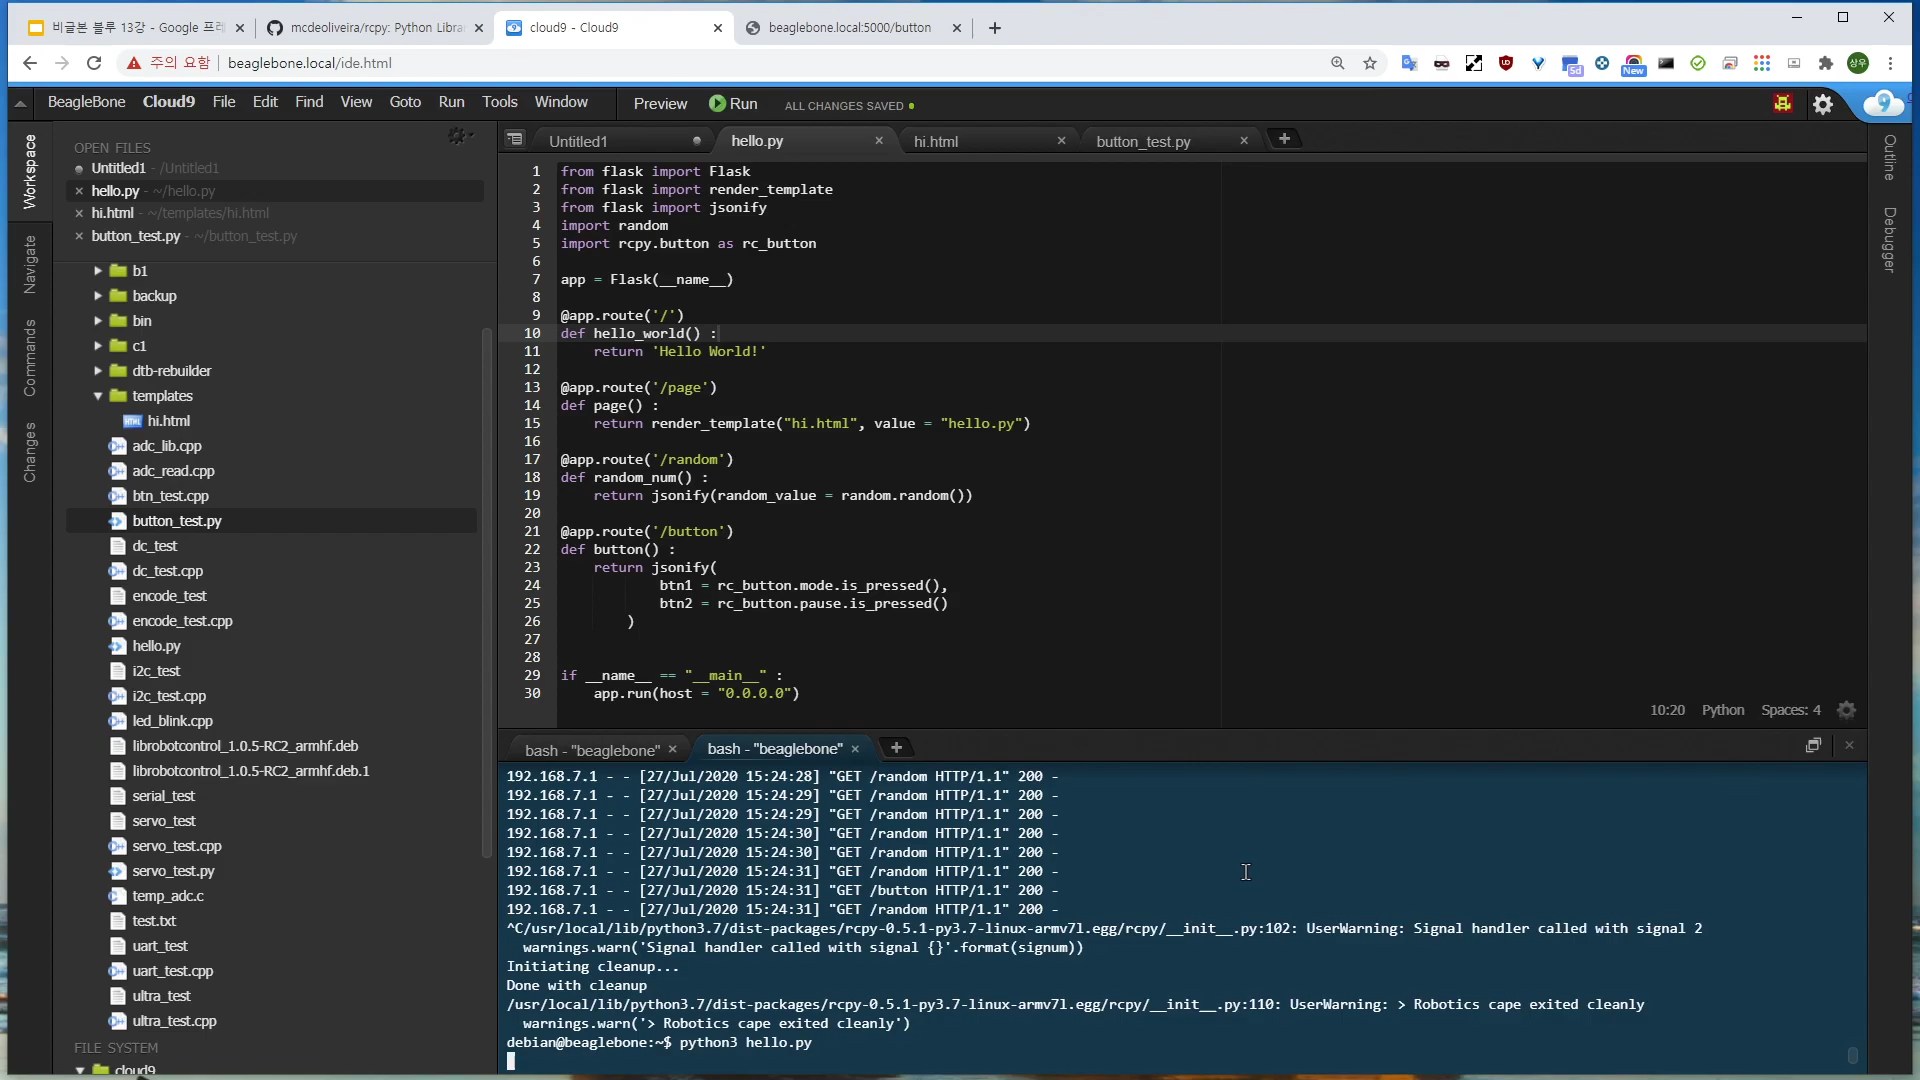 비글본 블루 13강 - Google 프레
mcdeoliveira/rcpy: Python Librar
cloud9 - Cloud9
beaglebone.local:5000/button
주의 요함
beaglebone.local/ide.html
Sd
New
상우
BeagleBone Cloud9 File Edit Find View Goto Run Tools Window Preview Run ALL CHANGES SAVED
Workspace
Navigate
Commands
Changes
OPEN FILES
Untitled1 - /Untitled1
hello.py - ~/hello.py
hi.html - ~/templates/hi.html
button_test.py - ~/button_test.py
b1
backup
bin
c1
dtb-rebuilder
templates
hi.html
adc_lib.cpp
adc_read.cpp
btn_test.cpp
button_test.py
dc_test
dc_test.cpp
encode_test
encode_test.cpp
hello.py
i2c_test
i2c_test.cpp
led_blink.cpp
librobotcontrol_1.0.5-RC2_armhf.deb
librobotcontrol_1.0.5-RC2_armhf.deb.1
serial_test
servo_test
servo_test.cpp
servo_test.py
temp_adc.c
test.txt
uart_test
uart_test.cpp
ultra_test
ultra_test.cpp
FILE SYSTEM
cloud9
Untitled1 hello.py hi.html button_test.py
1 from flask import Flask
2 from flask import render_template
3 from flask import jsonify
4 import random
5 import rcpy.button as rc_button
6
7 app = Flask(__name__)
8
9 @app.route('/')
10 def hello_world() :
11 return 'Hello World!'
12
13 @app.route('/page')
14 def page() :
15 return render_template("hi.html", value = "hello.py")
16
17 @app.route('/random')
18 def random_num() :
19 return jsonify(random_value = random.random())
20
21 @app.route('/button')
22 def button() :
23 return jsonify(
24 btn1 = rc_button.mode.is_pressed(),
25 btn2 = rc_button.pause.is_pressed()
26 )
27
28
29 if __name__ == "__main__" :
30 app.run(host = "0.0.0.0")
10:20 Python Spaces: 4
Outline
Debugger
bash - "beaglebone" bash - "beaglebone"
192.168.7.1 - - [27/Jul/2020 15:24:28] "GET /random HTTP/1.1" 200 -
192.168.7.1 - - [27/Jul/2020 15:24:29] "GET /random HTTP/1.1" 200 -
192.168.7.1 - - [27/Jul/2020 15:24:29] "GET /random HTTP/1.1" 200 -
192.168.7.1 - - [27/Jul/2020 15:24:30] "GET /random HTTP/1.1" 200 -
192.168.7.1 - - [27/Jul/2020 15:24:30] "GET /random HTTP/1.1" 200 -
192.168.7.1 - - [27/Jul/2020 15:24:31] "GET /random HTTP/1.1" 200 -
192.168.7.1 - - [27/Jul/2020 15:24:31] "GET /button HTTP/1.1" 200 -
192.168.7.1 - - [27/Jul/2020 15:24:31] "GET /random HTTP/1.1" 200 -
^C/usr/local/lib/python3.7/dist-packages/rcpy-0.5.1-py3.7-linux-armv7l.egg/rcpy/__init__.py:102: UserWarning: Signal handler called with signal 2
warnings.warn('Signal handler called with signal {}'.format(signum))
Initiating cleanup...
Done with cleanup
/usr/local/lib/python3.7/dist-packages/rcpy-0.5.1-py3.7-linux-armv7l.egg/rcpy/__init__.py:110: UserWarning: > Robotics cape exited cleanly
warnings.warn('> Robotics cape exited cleanly')
debian@beaglebone:~$ python3 hello.py